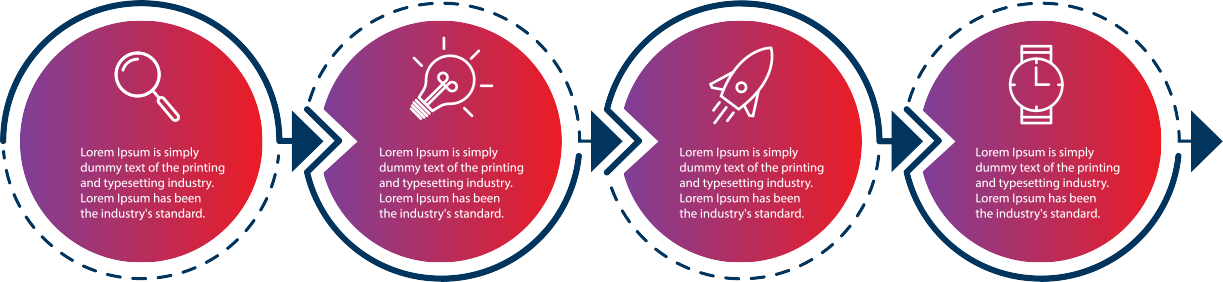 Lorem Ipsum is simply
dummy text of the printing
and typesetting industry.
Lorem Ipsum has been
the industry's standard.
Lorem Ipsum is simply
dummy text of the printing
and typesetting industry.
Lorem Ipsum has been
the industry's standard.
Lorem Ipsum is simply
dummy text of the printing
and typesetting industry.
Lorem Ipsum has been
the industry's standard.
Lorem Ipsum is simply
dummy text of the printing
and typesetting industry.
Lorem Ipsum has been
the industry's standard.